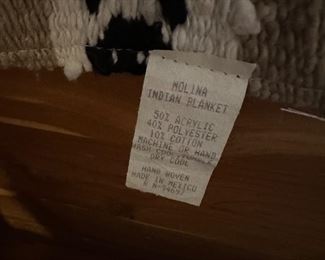 MOLINA
INDIAN BLANKET
50% ACRYLIC
40% POLYESTER
10% COTTON
MACHINE OR HAND
WASH COOL
DRY COOL
HAND WOVEN
MADE IN MEXICO